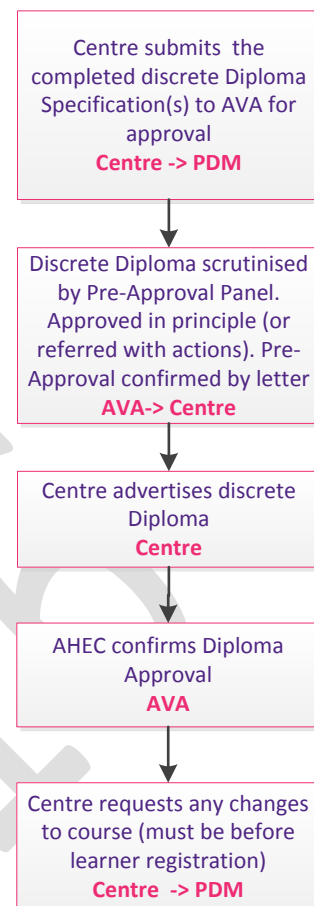 Centre submits the
completed discrete Diploma
Specification(s) to AVA for
approval
Centre -> PDM
Discrete Diploma scrutinised
by Pre-Approval Panel.
Approved in principle (or
referred with actions). Pre-
Approval confirmed by letter
AVA-> Centre
Centre advertises discrete
Diploma
Centre
AHEC confirms Diploma
Approval
AVA
Centre requests any changes
to course (must be before
learner registration)
Centre -> PDM